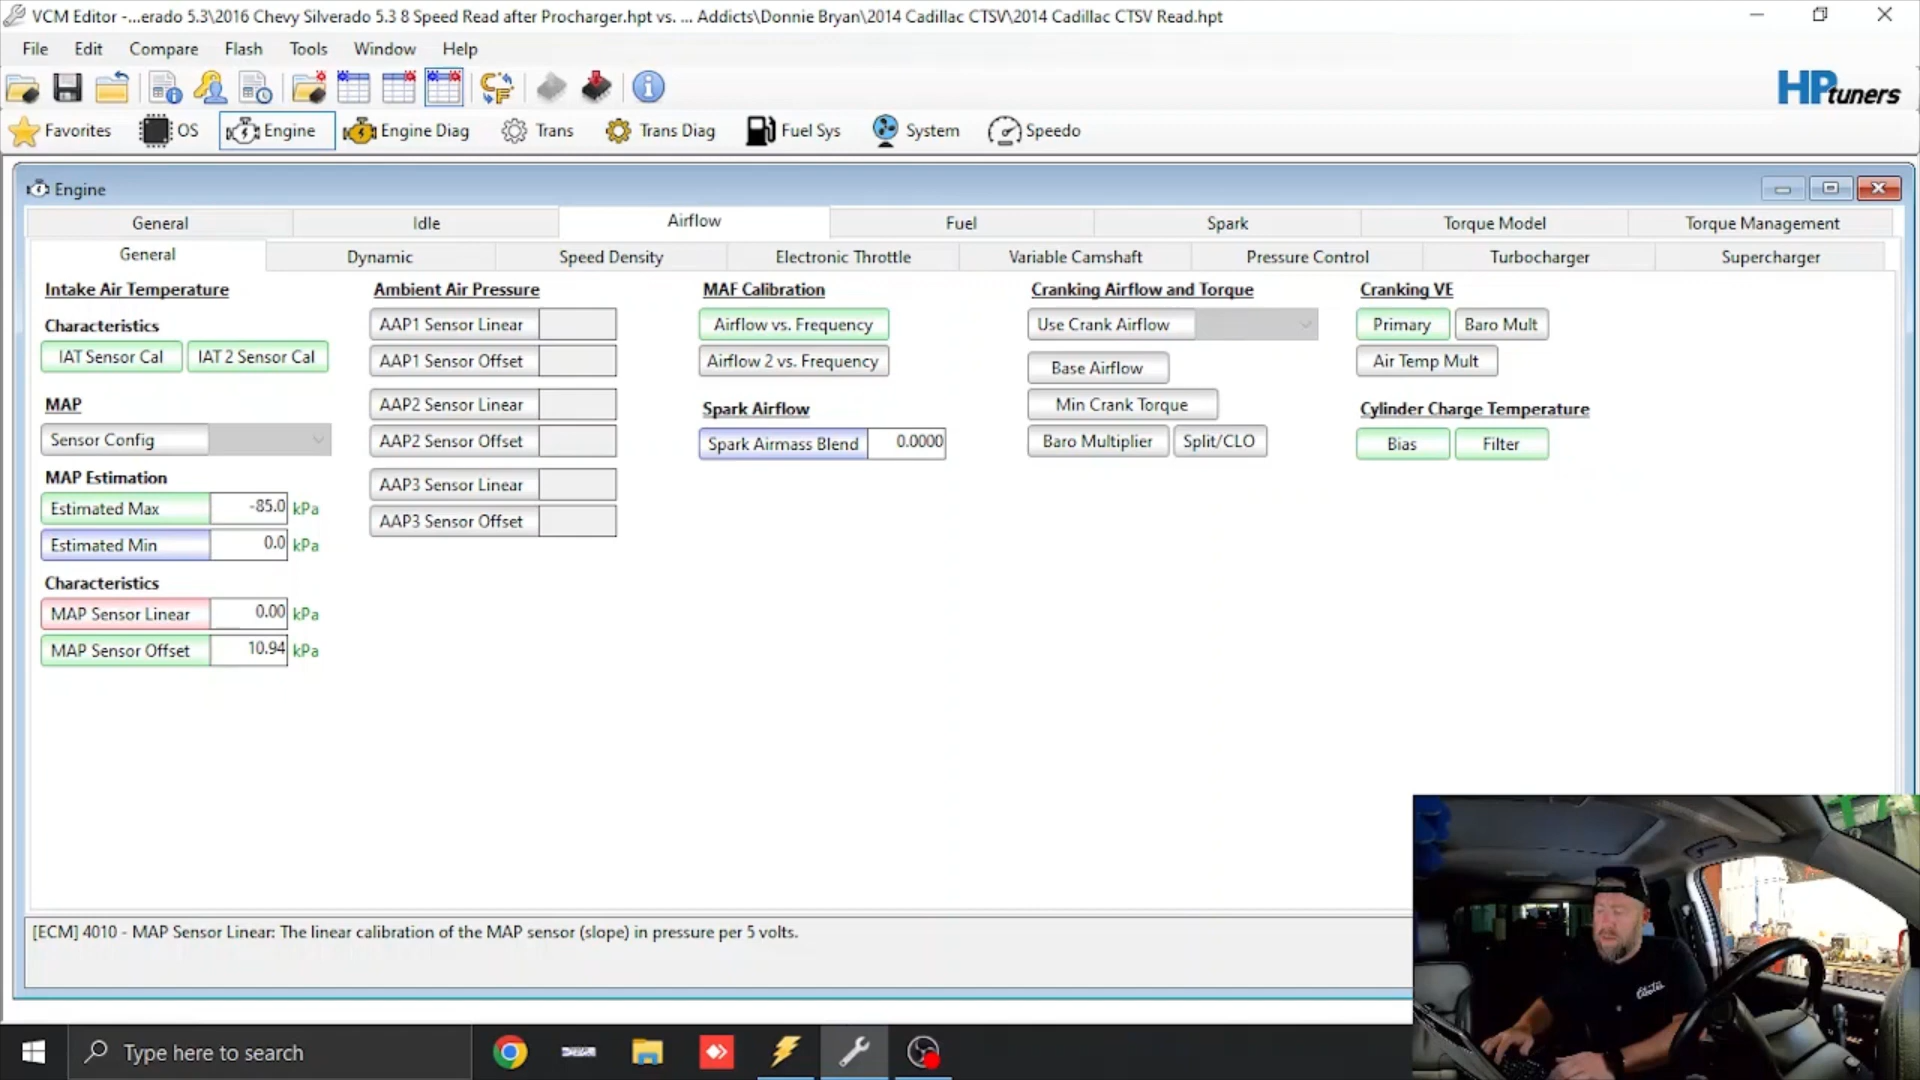 VCM Editor -...erado 5.3\2016 Chevy Silverado 5.3 8 Speed Read after Procharger.hpt vs. ... Addicts\Donnie Bryan\2014 Cadillac CTSV\2014 Cadillac CTSV Read.hpt
File Edit Compare Flash Tools Window Help
HPtuners
Favorites OS Engine Engine Diag Trans Trans Diag Fuel Sys System Speedo
Engine
General Idle Airflow Fuel Spark Torque Model Torque Management
General Dynamic Speed Density Electronic Throttle Variable Camshaft Pressure Control Turbocharger Supercharger
Intake Air Temperature
Characteristics
IAT Sensor Cal IAT 2 Sensor Cal
MAP
Sensor Config
MAP Estimation
Estimated Max -85.0 kPa
Estimated Min 0.0 kPa
Characteristics
MAP Sensor Linear 0.00 kPa
MAP Sensor Offset 10.94 kPa
Ambient Air Pressure
AAP1 Sensor Linear
AAP1 Sensor Offset
AAP2 Sensor Linear
AAP2 Sensor Offset
AAP3 Sensor Linear
AAP3 Sensor Offset
MAF Calibration
Airflow vs. Frequency
Airflow 2 vs. Frequency
Spark Airflow
Spark Airmass Blend 0.0000
Cranking Airflow and Torque
Use Crank Airflow
Base Airflow
Min Crank Torque
Baro Multiplier Split/CLO
Cranking VE
Primary Baro Mult
Air Temp Mult
Cylinder Charge Temperature
Bias Filter
[ECM] 4010 - MAP Sensor Linear: The linear calibration of the MAP sensor (slope) in pressure per 5 volts.
Type here to search